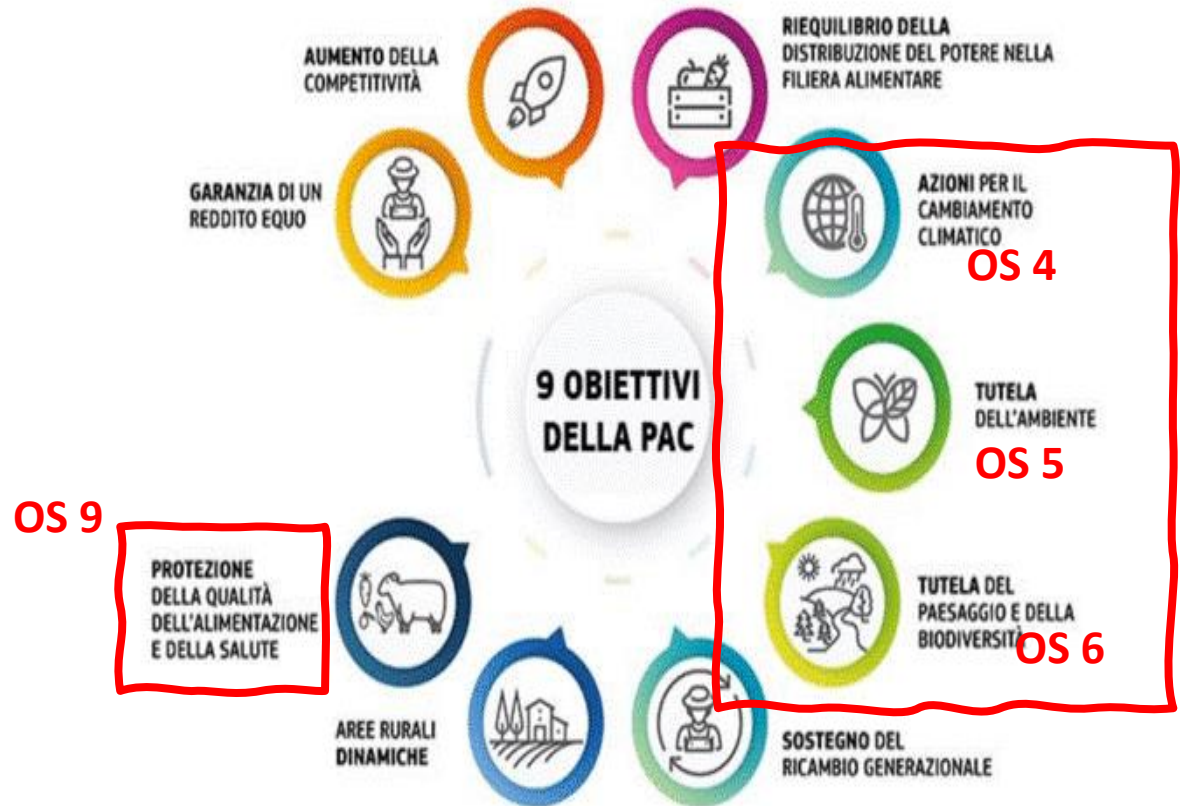 AUMENTO DELLA
COMPETITIVITÀ
RIEQUILIBRIO DELLA
DISTRIBUZIONE DEL POTERE NELLA
FILIERA ALIMENTARE
GARANZIA DI UN
REDDITO EQUO
AZIONI PER IL
CAMBIAMENTO
CLIMATICO
OS 4
9 OBIETTIVI
DELLA PAC
TUTELA
DELL'AMBIENTE
OS 5
OS 9
PROTEZIONE
DELLA QUALITÀ
DELL'ALIMENTAZIONE
E DELLA SALUTE
TUTELA DEL
PAESAGGIO E DELLA
BIODIVERSITÀ
OS 6
AREE RURALI
DINAMICHE
SOSTEGNO DEL
RICAMBIO GENERAZIONALE